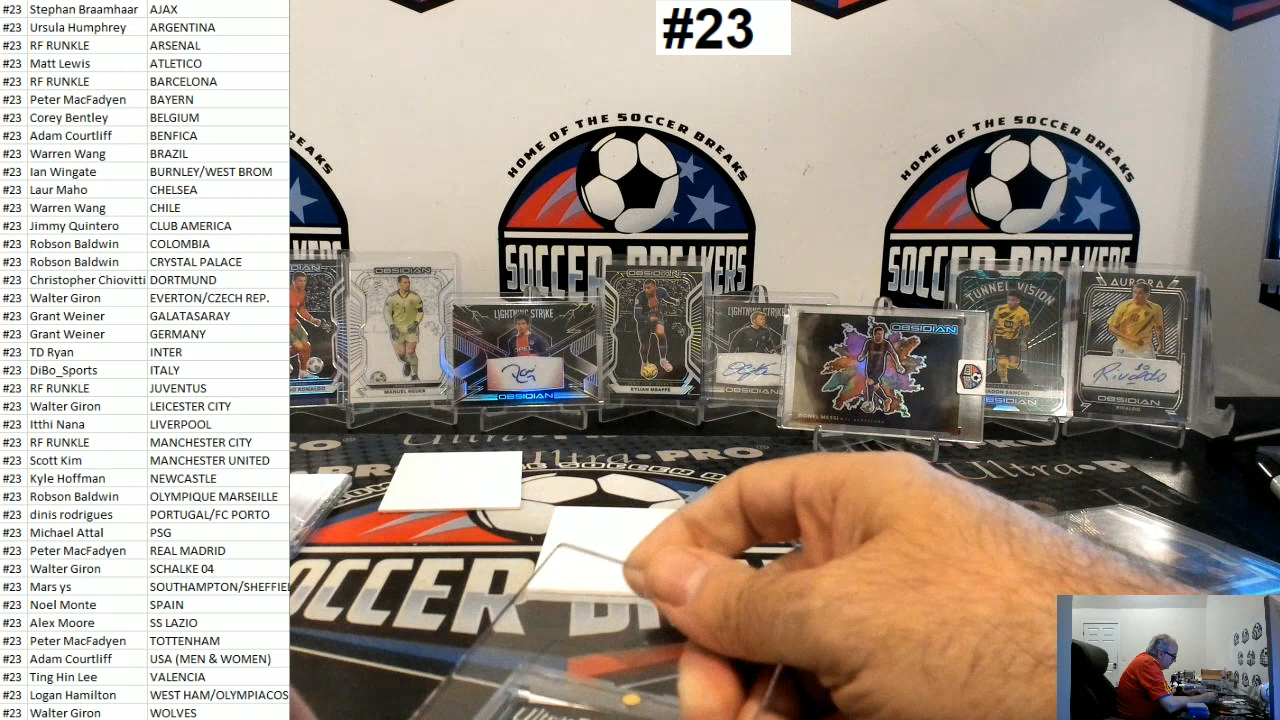 #23 Stephan Braamhaar AJAX
#23 Ursula Humphrey ARGENTINA
#23 RF RUNKLE ARSENAL
#23 Matt Lewis ATLETICO
#23 RF RUNKLE BARCELONA
#23 Peter MacFadyen BAYERN
#23 Corey Bentley BELGIUM
#23 Adam Courtliff BENFICA
#23 Warren Wang BRAZIL
#23 Ian Wingate BURNLEY/WEST BROM
#23 Laur Maho CHELSEA
#23 Warren Wang CHILE
#23 Jimmy Quintero CLUB AMERICA
#23 Robson Baldwin COLOMBIA
#23 Robson Baldwin CRYSTAL PALACE
#23 Christopher Chiovitti DORTMUND
#23 Walter Giron EVERTON/CZECH REP.
#23 Grant Weiner GALATASARAY
#23 Grant Weiner GERMANY
#23 TD Ryan INTER
#23 DiBo_Sports ITALY
#23 RF RUNKLE JUVENTUS
#23 Walter Giron LEICESTER CITY
#23 Itthi Nana LIVERPOOL
#23 RF RUNKLE MANCHESTER CITY
#23 Scott Kim MANCHESTER UNITED
#23 Kyle Hoffman NEWCASTLE
#23 Robson Baldwin OLYMPIQUE MARSEILLE
#23 dinis rodrigues PORTUGAL/FC PORTO
#23 Michael Attal PSG
#23 Peter MacFadyen REAL MADRID
#23 Walter Giron SCHALKE 04
#23 Mars ys SOUTHAMPTON/SHEFFIEL
#23 Noel Monte SPAIN
#23 Alex Moore SS LAZIO
#23 Peter MacFadyen TOTTENHAM
#23 Adam Courtliff USA (MEN & WOMEN)
#23 Ting Hin Lee VALENCIA
#23 Logan Hamilton WEST HAM/OLYMPIACOS
#23 Walter Giron WOLVES
#23
HOME OF THE SOCCER BREAKS
SOCCER BREAKERS
HOME OF THE SOCCER BREAKS
SOCCER BREAKERS
OBSIDIAN
MANUEL NEUER
LIGHTNING STRIKE
OBSIDIAN
OBSIDIAN
KYLIAN MBAPPÉ
LIGHTNING STRIKE
OBSIDIAN
OBSIDIAN
LIONEL MESSI
TUNNEL VISION
JADON SANCHO
OBSIDIAN
AURORA
Rivaldo
OBSIDIAN
RIVALDO
Ultra•PRO